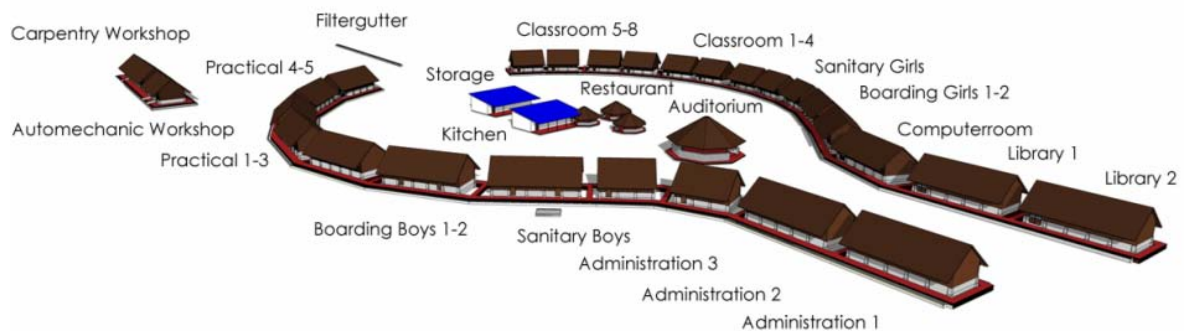 Filtergutter
Carpentry Workshop
Classroom 5-8
Classroom 1-4
Practical 4-5
Storage
Sanitary Girls
Restaurant
Boarding Girls 1-2
Auditorium
Automechanic Workshop
Kitchen
Computerroom
Practical 1-3
Library 1
Library 2
Boarding Boys 1-2
Sanitary Boys
Administration 3
Administration 2
Administration 1